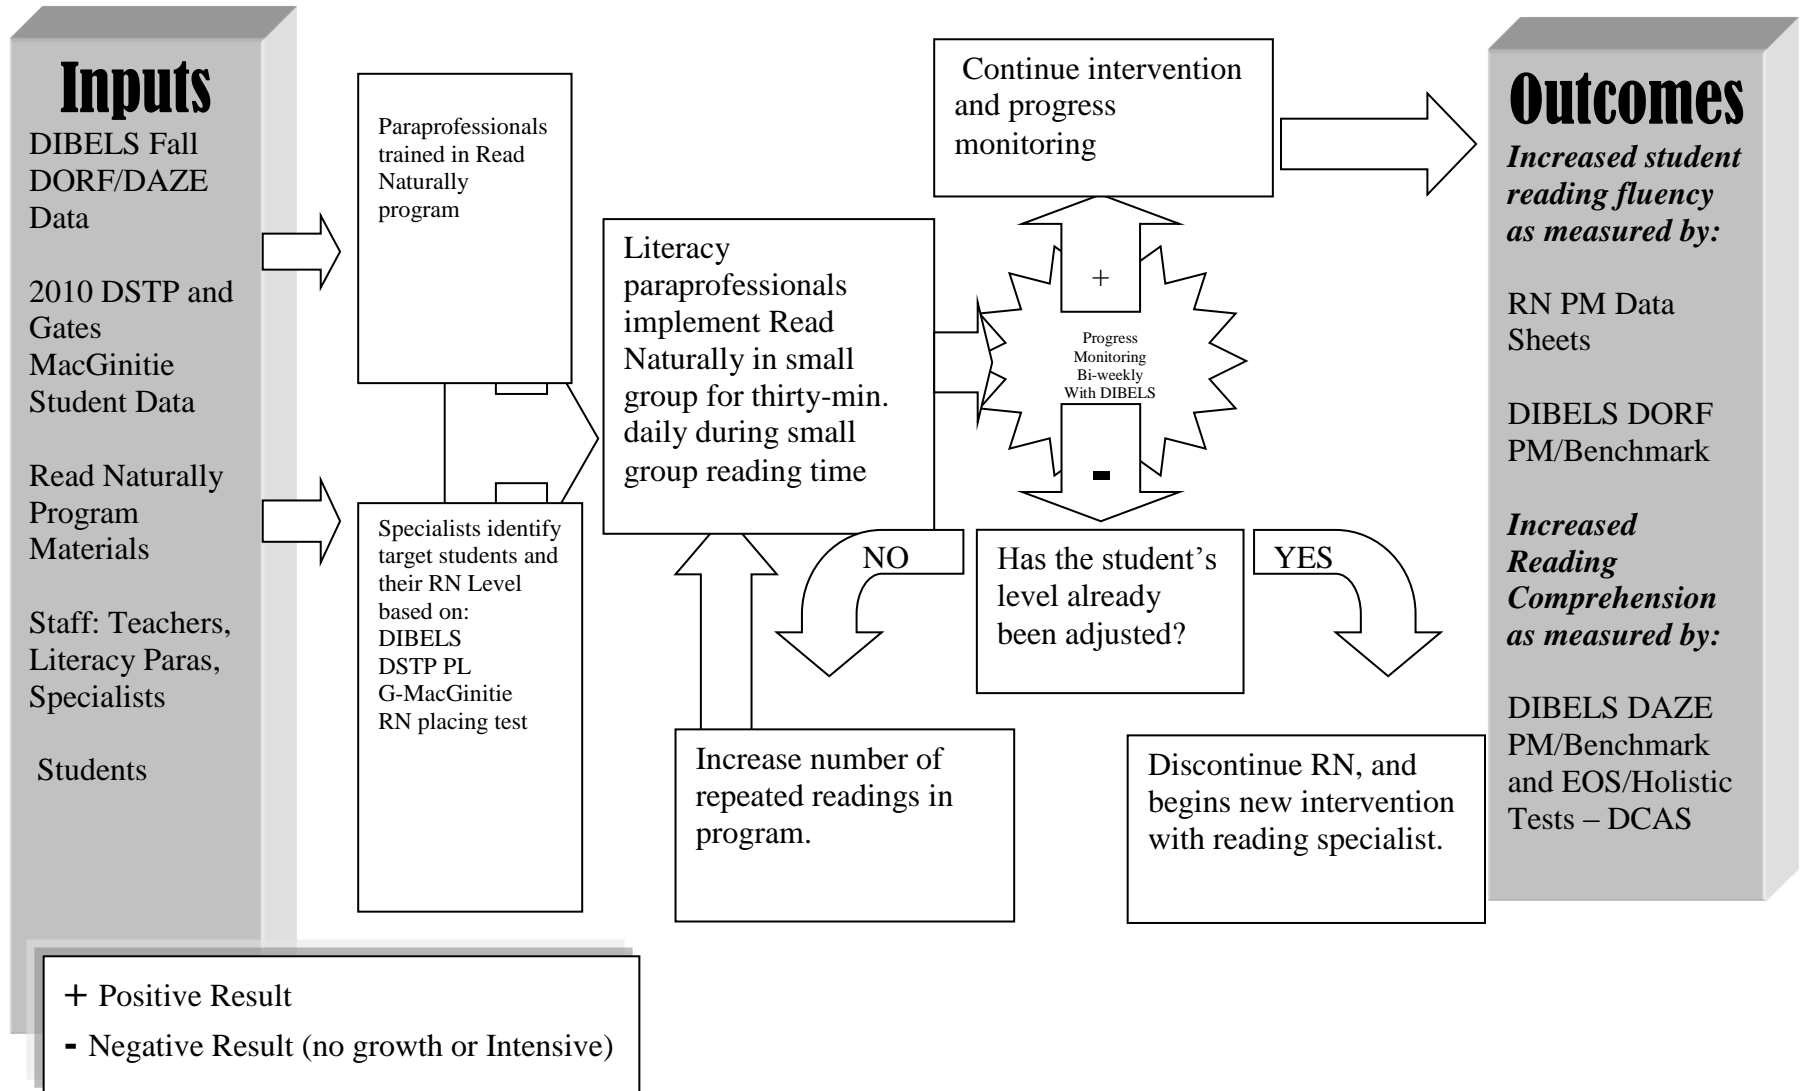 Inputs
DIBELS Fall
DORF/DAZE
Data
2010 DSTP and
Gates
MacGinitie
Student Data
Read Naturally
Program
Materials
Staff: Teachers,
Literacy Paras,
Specialists
Students
Paraprofessionals
trained in Read
Naturally
program
Specialists identify
target students and
their RN Level
based on:
DIBELS
DSTP PL
G-MacGinitie
RN placing test
Literacy
paraprofessionals
implement Read
Naturally in small
group for thirty-min.
daily during small
group reading time
Continue intervention
and progress
monitoring
+
Progress
Monitoring
Bi-weekly
With DIBELS
-
NO
Has the student’s
level already
been adjusted?
YES
Increase number of
repeated readings in
program.
Discontinue RN, and
begins new intervention
with reading specialist.
Outcomes
Increased student
reading fluency
as measured by:
RN PM Data
Sheets
DIBELS DORF
PM/Benchmark
Increased
Reading
Comprehension
as measured by:
DIBELS DAZE
PM/Benchmark
and EOS/Holistic
Tests – DCAS
+ Positive Result
- Negative Result (no growth or Intensive)